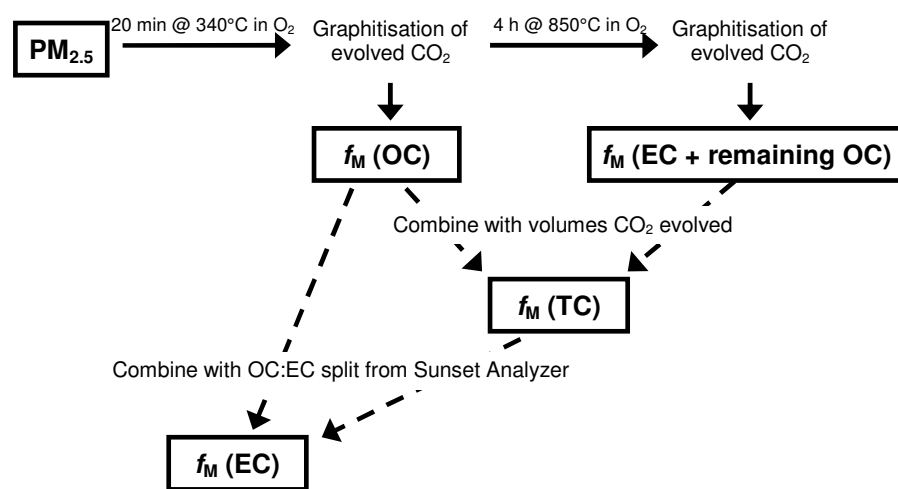 PM2.5
20 min @ 340°C in O2
Graphitisation of
evolved CO2
4 h @ 850°C in O2
Graphitisation of
evolved CO2
fM (OC)
fM (EC + remaining OC)
Combine with volumes CO2 evolved
fM (TC)
Combine with OC:EC split from Sunset Analyzer
fM (EC)